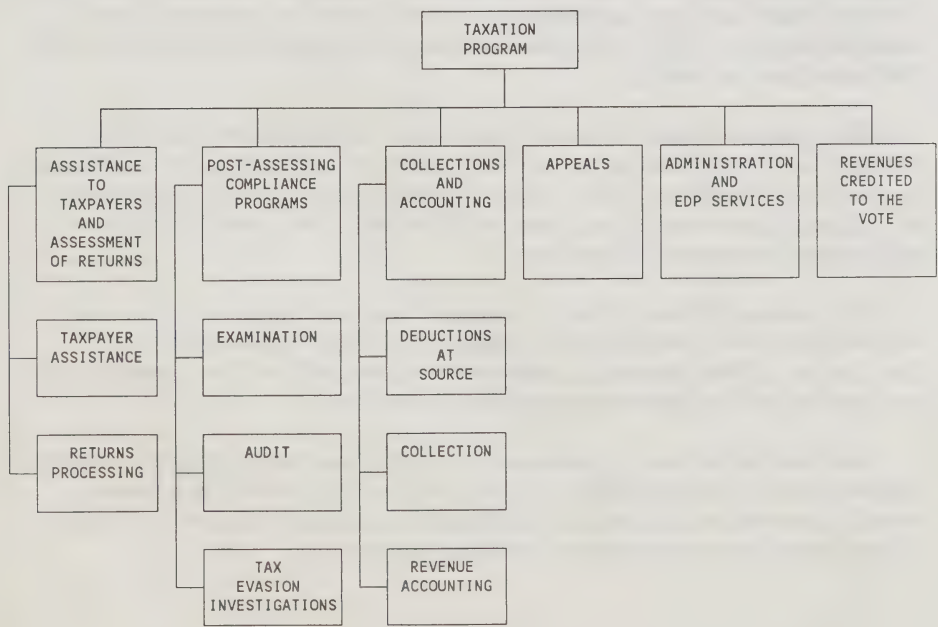 TAXATION
PROGRAM
ASSISTANCE
TO
TAXPAYERS
AND
ASSESSMENT
OF RETURNS
POST-ASSESSING
COMPLIANCE
PROGRAMS
COLLECTIONS
AND
ACCOUNTING
APPEALS
ADMINISTRATION
AND
EDP SERVICES
REVENUES
CREDITED
TO THE
VOTE
TAXPAYER
ASSISTANCE
EXAMINATION
DEDUCTIONS
AT
SOURCE
RETURNS
PROCESSING
AUDIT
COLLECTION
TAX
EVASION
INVESTIGATIONS
REVENUE
ACCOUNTING